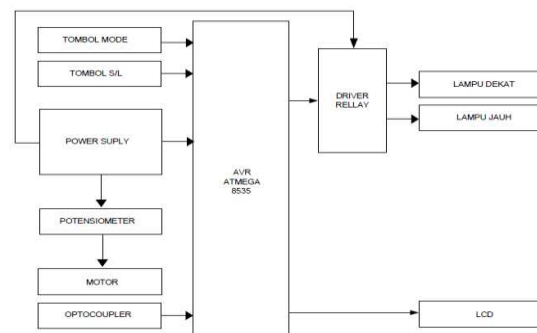 TOMBOL MODE
TOMBOL S/L
POWER SUPLY
POTENSIOMETER
MOTOR
OPTOCOUPLER
AVR
ATMEGA
8535
DRIVER
RELLAY
LAMPU DEKAT
LAMPU JAUH
LCD